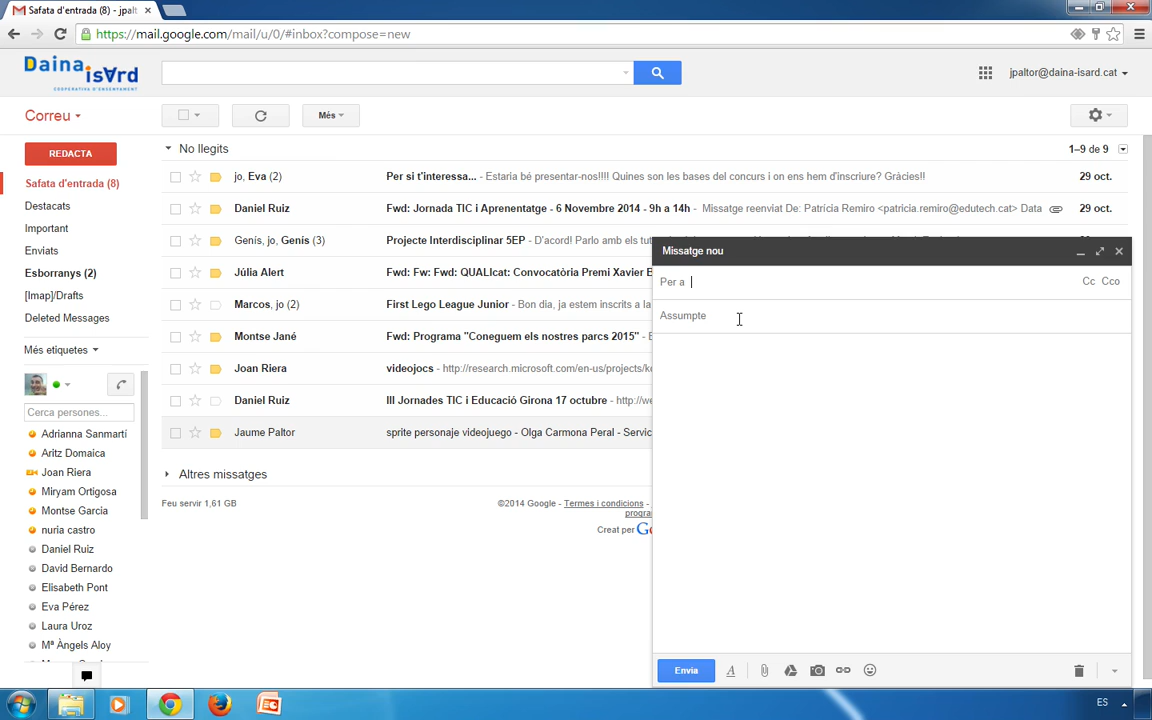 Safata d'entrada (8) - jpalt
https://mail.google.com/mail/u/0/#inbox?compose=new
Daina isard
COOPERATIVA D'ENSENYAMENT
jpaltor@daina-isard.cat
Correu
Més
REDACTA
No llegits
1–9 de 9
Safata d'entrada (8)
Destacats
Important
Enviats
Esborranys (2)
[Imap]/Drafts
Deleted Messages
Més etiquetes
Cerca persones...
Adrianna Sanmartí
Aritz Domaica
Joan Riera
Miryam Ortigosa
Montse Garcia
nuria castro
Daniel Ruiz
David Bernardo
Elisabeth Pont
Eva Pérez
Laura Uroz
Mª Àngels Aloy
jo, Eva (2) Per si t'interessa... - Estaria bé presentar-nos!!!! Quines son les bases del concurs i on ens hem d'inscriure? Gràcies!! 29 oct.
Daniel Ruiz Fwd: Jornada TIC i Aprenentatge - 6 Novembre 2014 - 9h a 14h - Missatge reenviat De: Patrícia Remiro <patricia.remiro@edutech.cat> Data 29 oct.
Genís, jo, Genís (3) Projecte Interdisciplinar 5EP - D'acord! Parlo amb els tut
Júlia Alert Fwd: Fw: Fwd: QUALIcat: Convocatòria Premi Xavier B
Marcos, jo (2) First Lego League Junior - Bon dia, ja estem inscrits a la
Montse Jané Fwd: Programa "Coneguem els nostres parcs 2015" - E
Joan Riera videojocs - http://research.microsoft.com/en-us/projects/k
Daniel Ruiz III Jornades TIC i Educació Girona 17 octubre - http://we
Jaume Paltor sprite personaje videojuego - Olga Carmona Peral - Servic
Altres missatges
Feu servir 1,61 GB
©2014 Google - Termes i condicions -
progra
Creat per Go
Missatge nou
Per a
Cc Cco
Assumpte
Envia
ES